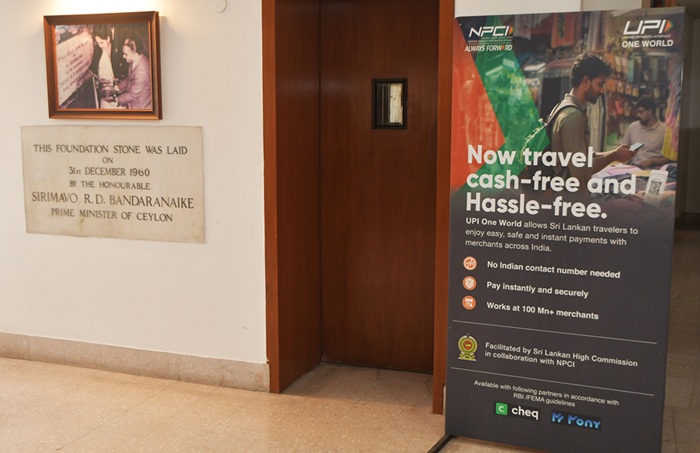 THIS FOUNDATION STONE WAS LAID
ON
31ST DECEMBER 1960
BY THE HONOURABLE
SIRIMAVO R.D. BANDARANAIKE
PRIME MINISTER OF CEYLON
NPCI
ALWAYS FORWARD
UPI
ONE WORLD
Now travel
cash-free and
Hassle-free.
UPI One World allows Sri Lankan travelers to
enjoy easy, safe and instant payments with
merchants across India.
No Indian contact number needed
Pay instantly and securely
Works at 100 Mn+ merchants
Facilitated by Sri Lankan High Commission
in collaboration with NPCI
Available with following partners in accordance with
RBI /FEMA guidelines
cheq
Mony